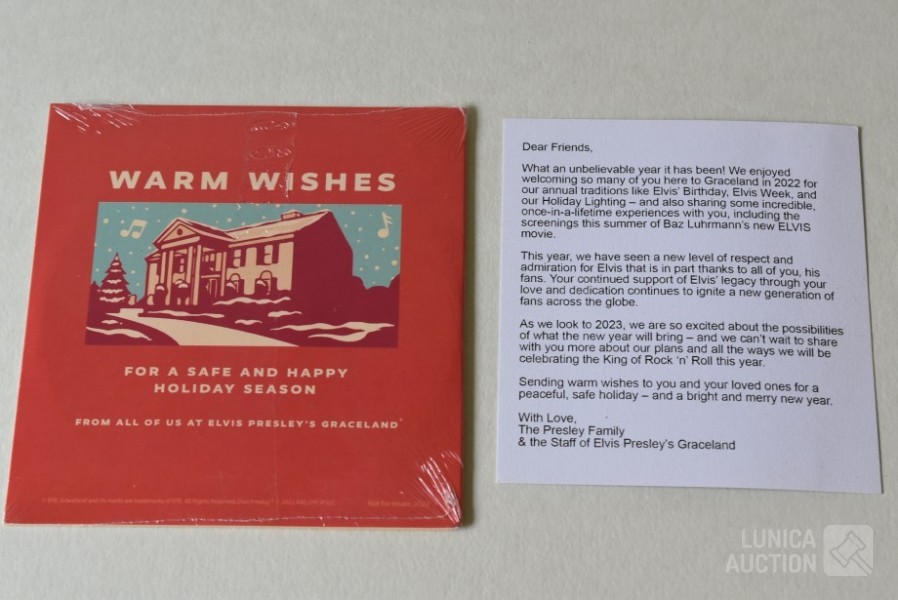 WARM WISHES
FOR A SAFE AND HAPPY
HOLIDAY SEASON
FROM ALL OF US AT ELVIS PRESLEY'S GRACELAND
Dear Friends,
What an unbelievable year it has been! We enjoyed
welcoming so many of you here to Graceland in 2022 for
our annual traditions like Elvis' Birthday, Elvis Week, and
our Holiday Lighting – and also sharing some incredible,
once-in-a-lifetime experiences with you, including the
screenings this summer of Baz Luhrmann's new ELVIS
movie.
This year, we have seen a new level of respect and
admiration for Elvis that is in part thanks to all of you, his
fans. Your continued support of Elvis' legacy through your
love and dedication continues to ignite a new generation of
fans across the globe.
As we look to 2023, we are so excited about the possibilities
of what the new year will bring – and we can't wait to share
with you more about our plans and all the ways we will be
celebrating the King of Rock 'n' Roll this year.
Sending warm wishes to you and your loved ones for a
peaceful, safe holiday – and a bright and merry new year.
With Love,
The Presley Family
& the Staff of Elvis Presley's Graceland
LUNICA
AUCTION